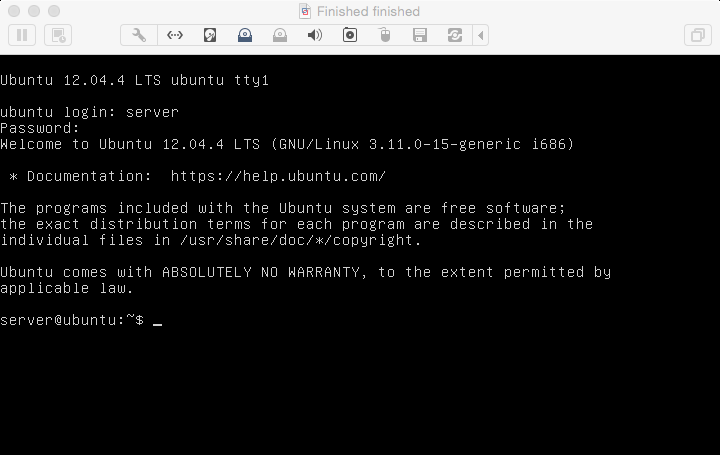 Finished finished
Ubuntu 12.04.4 LTS ubuntu tty1
ubuntu login: server
Password:
Welcome to Ubuntu 12.04.4 LTS (GNU/Linux 3.11.0-15-generic i686)
* Documentation:  https://help.ubuntu.com/
The programs included with the Ubuntu system are free software;
the exact distribution terms for each program are described in the
individual files in /usr/share/doc/*/copyright.
Ubuntu comes with ABSOLUTELY NO WARRANTY, to the extent permitted by
applicable law.
server@ubuntu:~$ _